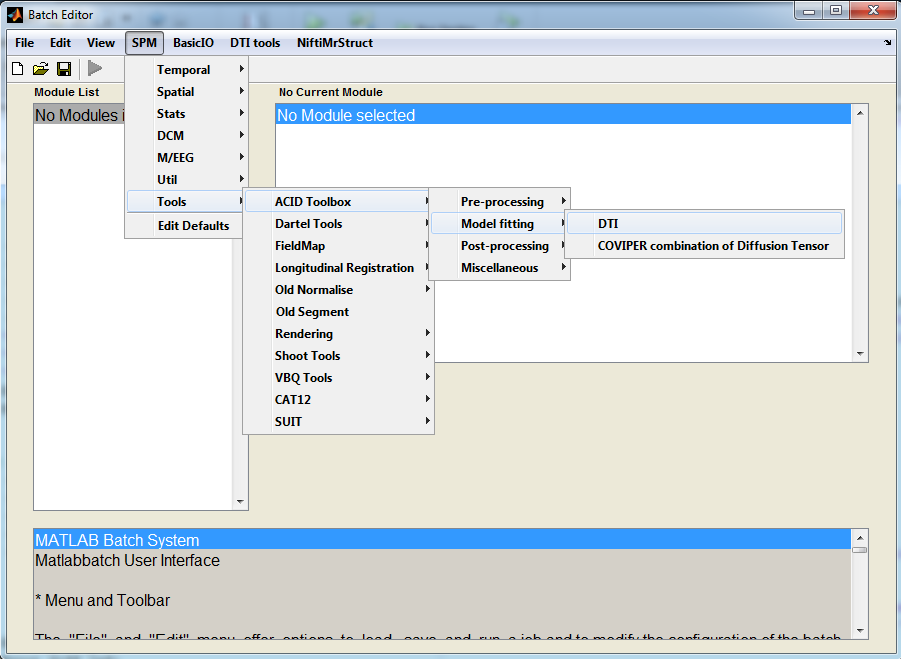 Batch Editor
File Edit View SPM BasicIO DTI tools NiftiMrStruct
Module List
No Modules i
No Current Module
No Module selected
Temporal
Spatial
Stats
DCM
M/EEG
Util
Tools
Edit Defaults
ACID Toolbox
Dartel Tools
FieldMap
Longitudinal Registration
Old Normalise
Old Segment
Rendering
Shoot Tools
VBQ Tools
CAT12
SUIT
Pre-processing
Model fitting
Post-processing
Miscellaneous
DTI
COVIPER combination of Diffusion Tensor
MATLAB Batch System
Matlabbatch User Interface
* Menu and Toolbar
The "File" and "Edit" menu offer options to load, save and run a job and to modify the configuration of the batch